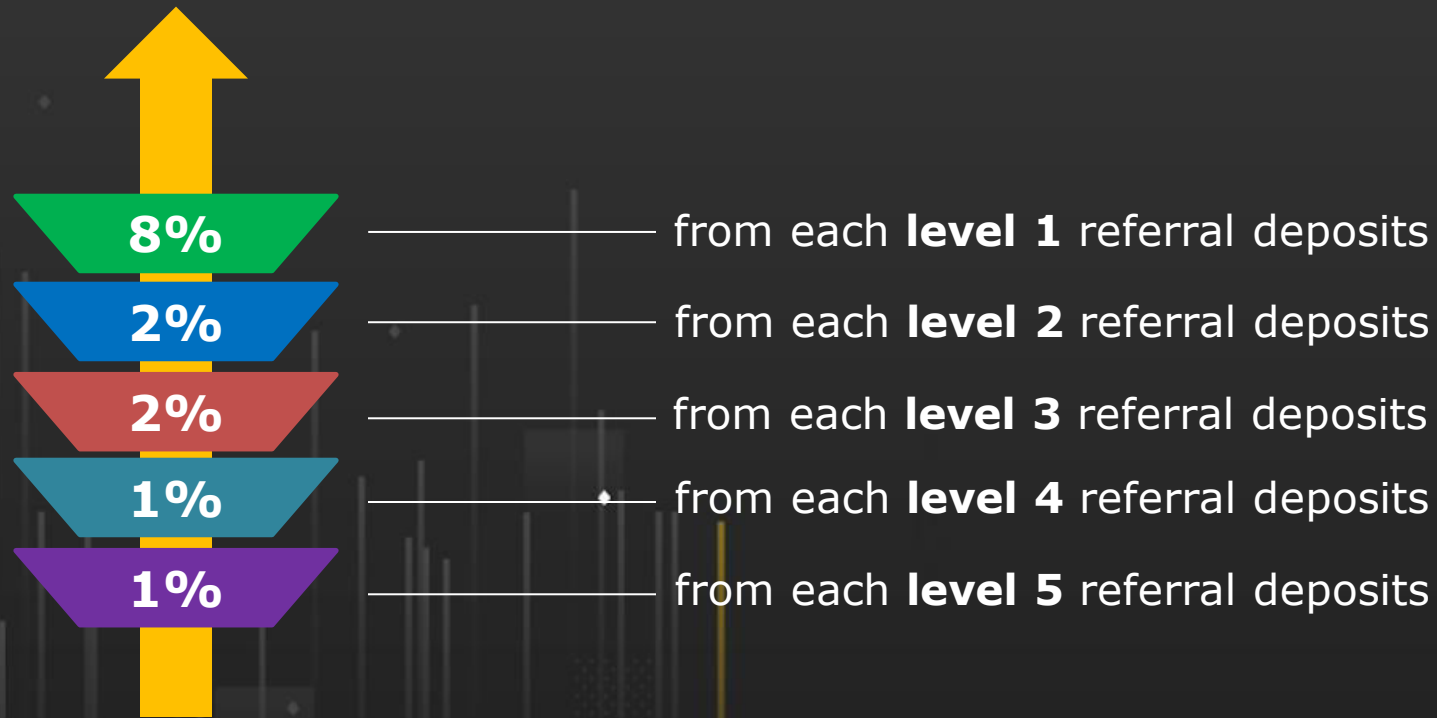 8% from each level 1 referral deposits
2% from each level 2 referral deposits
2% from each level 3 referral deposits
1% from each level 4 referral deposits
1% from each level 5 referral deposits